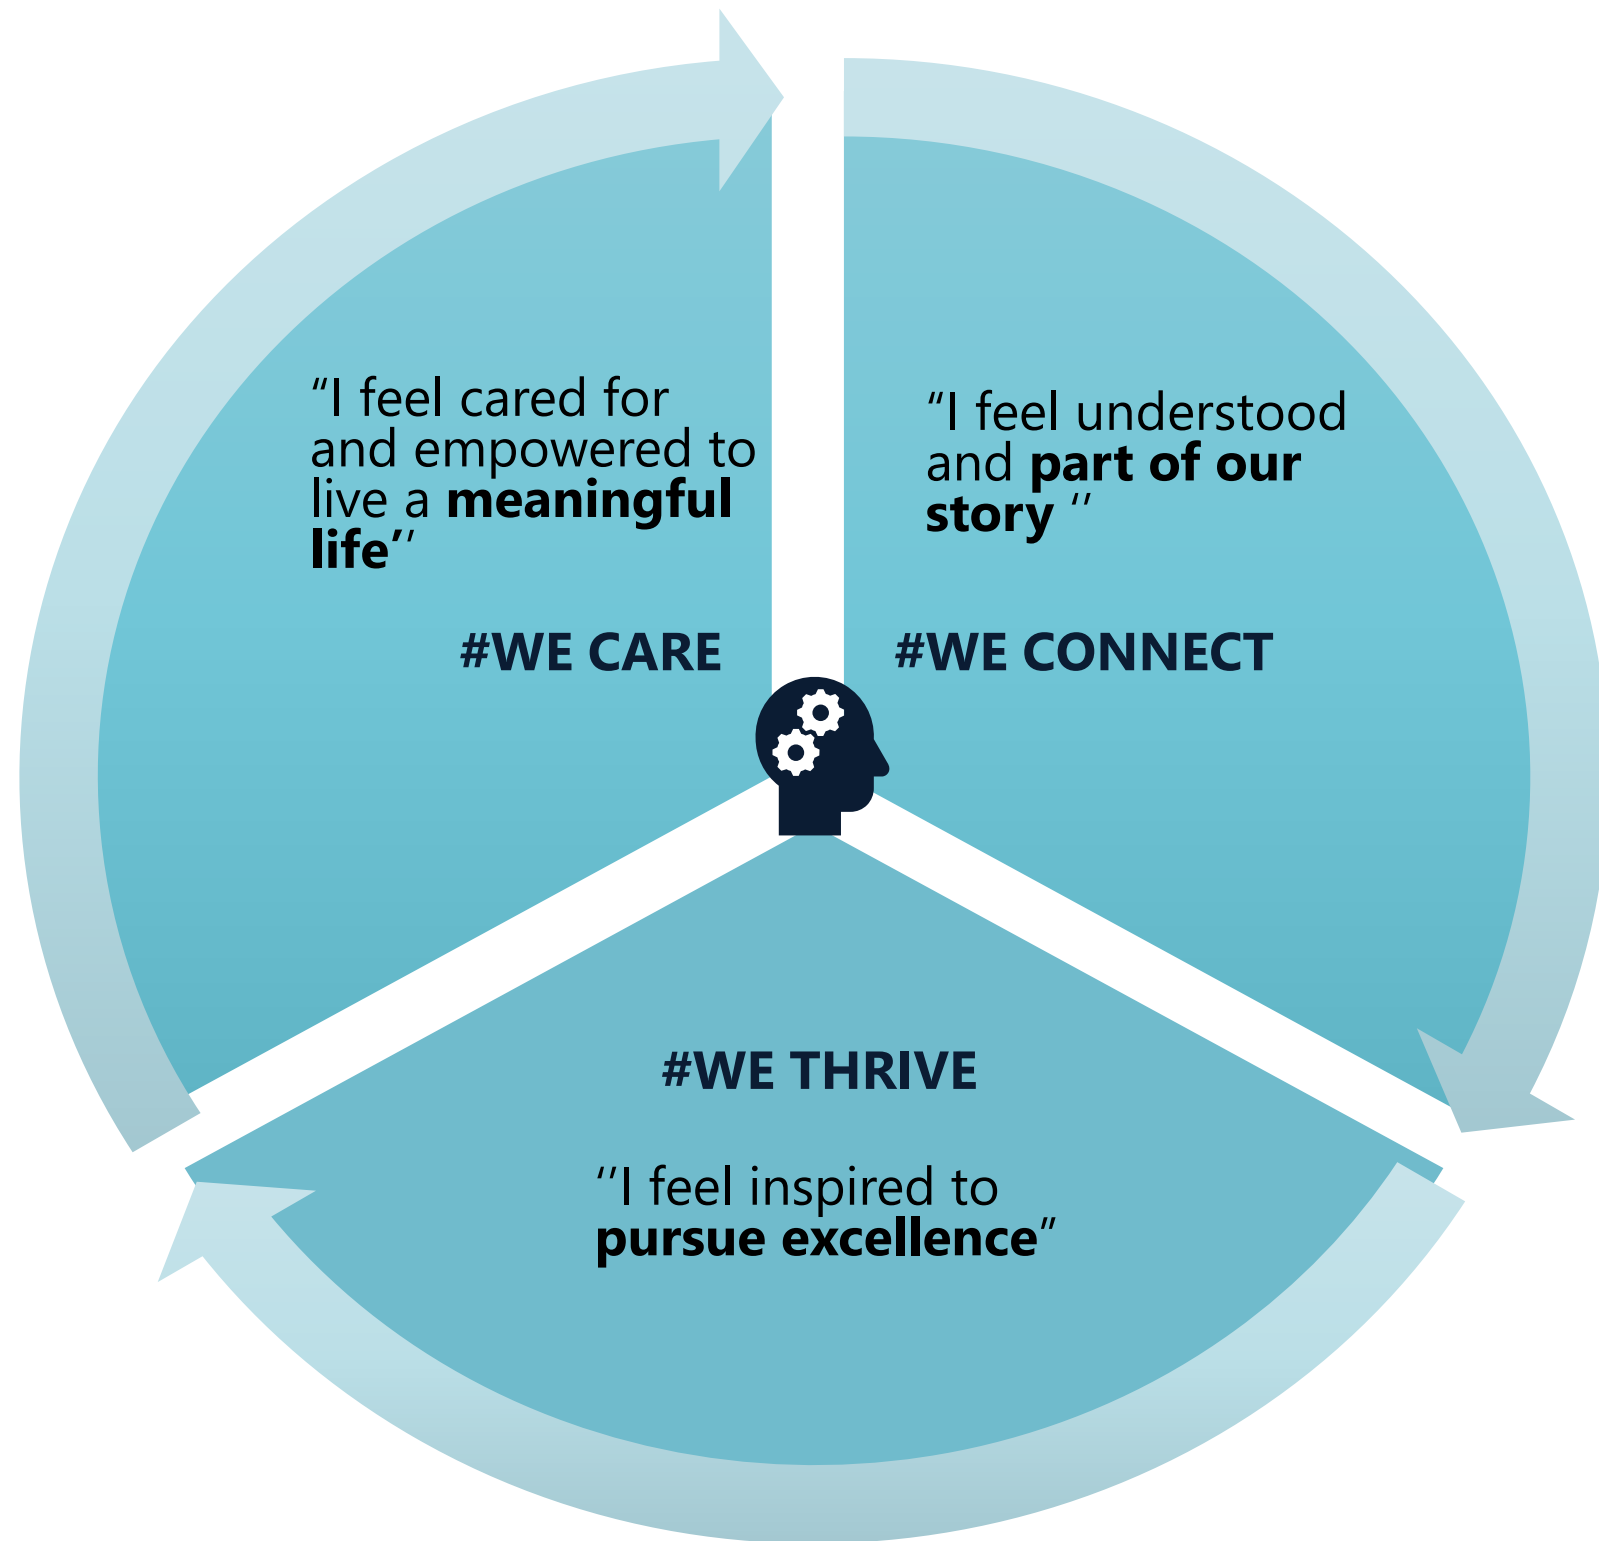 “I feel cared for
and empowered to
live a meaningful
life’’
#WE CARE
“I feel understood
and part of our
story ’’
#WE CONNECT
#WE THRIVE
‘’I feel inspired to
pursue excellence”